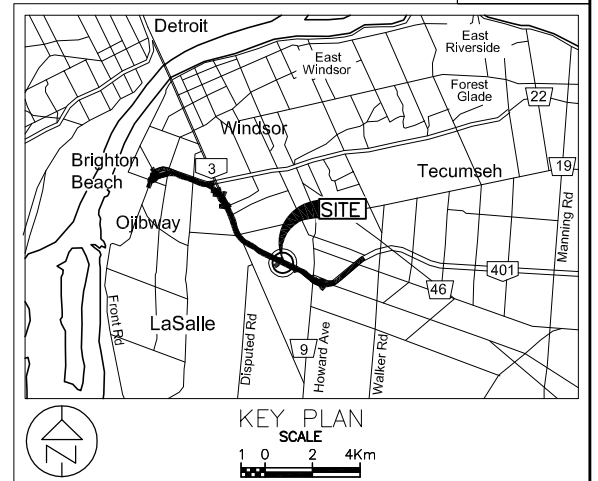 Detroit
East
Riverside
East
Windsor
Forest
Glade
22
Windsor
Brighton
Beach
3
19
Tecumseh
Ojibway
SITE
Manning Rd
401
46
Front Rd
LaSalle
Disputed Rd
9
Howard Ave
Walker Rd
KEY PLAN
SCALE
1 0 2 4Km
N